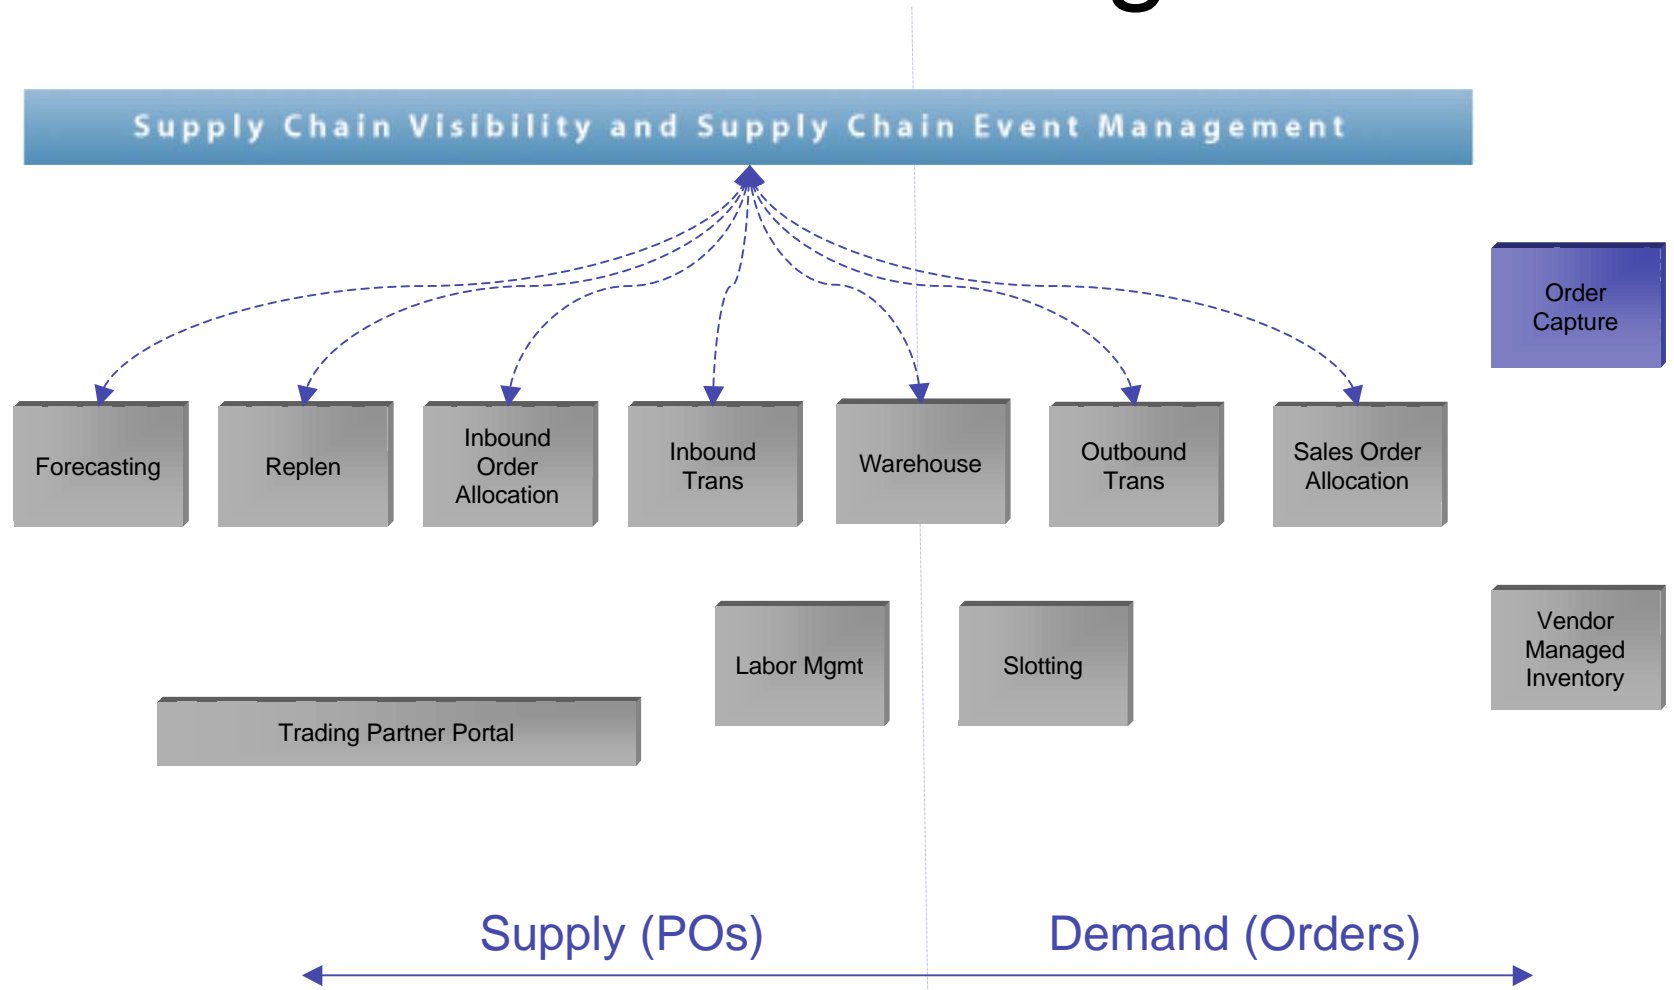 Supply Chain Visibility and Supply Chain Event Management
Order
Capture
Forecasting
Replen
Inbound
Order
Allocation
Inbound
Trans
Warehouse
Outbound
Trans
Sales Order
Allocation
Labor Mgmt
Slotting
Vendor
Managed
Inventory
Trading Partner Portal
Supply (POs)
Demand (Orders)